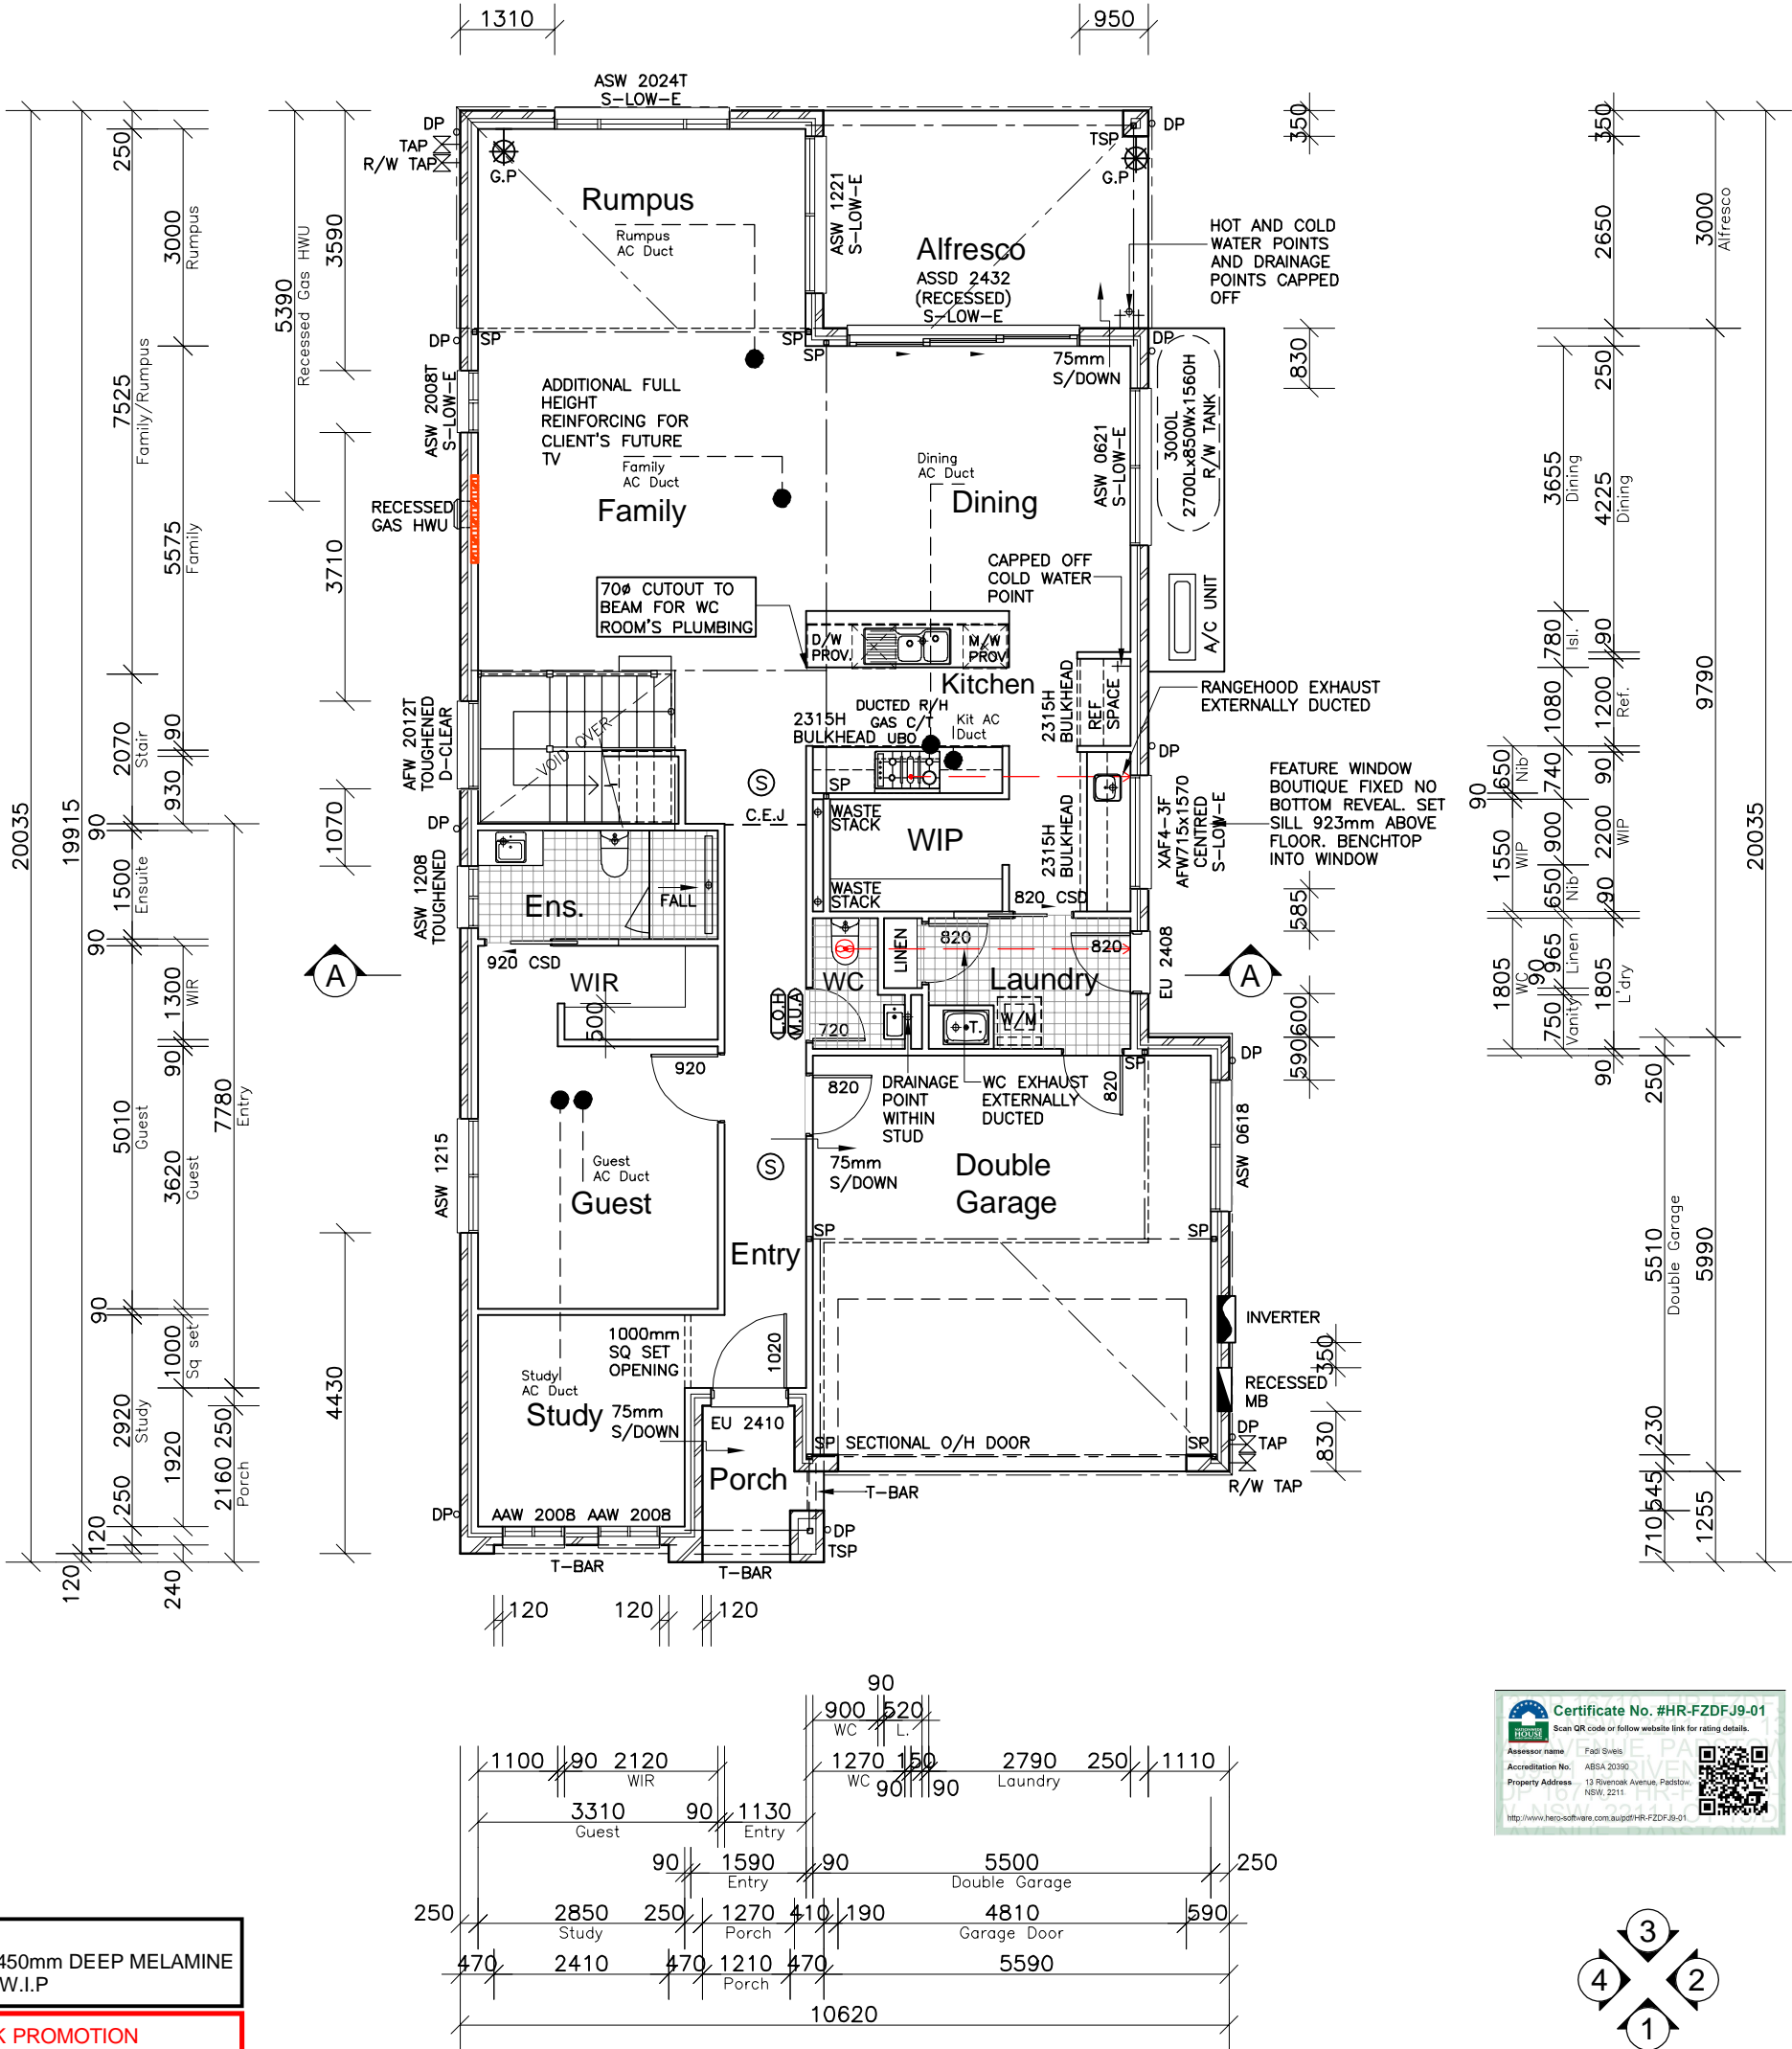 1310
950
ASW 2024T
S-LOW-E
DP
TAP
R/W TAP
G.P
Rumpus
Rumpus
AC Duct
ASW 1221
S-LOW-E
TSP
G.P
DP
Alfresco
ASSD 2432
(RECESSED)
S-LOW-E
HOT AND COLD
WATER POINTS
AND DRAINAGE
POINTS CAPPED
OFF
DP
SP
SP
SP
75mm
S/DOWN
DP
ASW 2008T
S-LOW-E
ADDITIONAL FULL
HEIGHT
REINFORCING FOR
CLIENT'S FUTURE
TV
Family
AC Duct
Family
Dining
AC Duct
Dining
ASW 0621
S-LOW-E
3000L
2700Lx850Wx1560H
R/W TANK
RECESSED
GAS HWU
CAPPED OFF
COLD WATER
POINT
A/C UNIT
70ø CUTOUT TO
BEAM FOR WC
ROOM'S PLUMBING
D/W
PROV.
M/W
PROV
Kitchen
REF.
SPACE
2315H
BULKHEAD
RANGEHOOD EXHAUST
EXTERNALLY DUCTED
AFW 2012T
TOUGHENED
D-CLEAR
VOID OVER
2315H
BULKHEAD
DUCTED R/H
GAS C/T
UBO
Kit AC
Duct
DP
SP
S
C.E.J
WASTE
STACK
WIP
2315H
BULKHEAD
XAF4-3F
AFW715x1570
CENTRED
S-LOW-E
FEATURE WINDOW
BOUTIQUE FIXED NO
BOTTOM REVEAL. SET
SILL 923mm ABOVE
FLOOR. BENCHTOP
INTO WINDOW
DP
ASW 1208
TOUGHENED
Ens.
FALL
WASTE
STACK
820 CSD
A
920 CSD
WIR
500
WC
LINEN
820
Laundry
820
EU 2408
A
L.O.H
M.U.A
720
T.
W/M
920
820
DRAINAGE
POINT
WITHIN
STUD
WC EXHAUST
EXTERNALLY
DUCTED
820
SP
DP
ASW 1215
Guest
AC Duct
Guest
S
75mm
S/DOWN
Double
Garage
ASW 0618
Entry
SP
SP
INVERTER
1000mm
SQ SET
OPENING
1020
RECESSED
MB
Study
AC Duct
Study
75mm
S/DOWN
EU 2410
SP
SECTIONAL O/H DOOR
SP
DP
TAP
R/W TAP
Porch
T-BAR
DP
AAW 2008
AAW 2008
DP
TSP
T-BAR
T-BAR
20035
19915
120
250
7525
Family/Rumpus
2070
Stair
90
1500
Ensuite
90
5010
Guest
90
2920
Study
250
120
3000
Rumpus
5575
Family
90
930
1300
WIR
90
3620
Guest
1000
Sq set
1920
240
7780
Entry
250
2160
Porch
5390
Recessed Gas HWU
3590
3710
1070
4430
350
830
585
600
590
350
830
90
650
Nib
1550
WIP
1805
WC
250
3655
Dining
780
Isl.
1080
740
900
650
Nib
965
Linen
90
750
Vanity
350
2650
4225
Dining
90
1200
Ref.
90
2200
WIP
90
1805
L'dry
90
250
5510
Double Garage
230
545
710
3000
Alfresco
9790
5990
1255
20035
120
120
120
90
900
WC
520
L.
1100
90
2120
WIR
1270
WC
150
90
90
2790
Laundry
250
1110
3310
Guest
90
1130
Entry
90
1590
Entry
90
5500
Double Garage
250
250
2850
Study
250
1270
Porch
410
190
4810
Garage Door
590
470
2410
470
1210
Porch
470
5590
10620
NATIONWIDE
HOUSE
Certificate No. #HR-FZDFJ9-01
Scan QR code or follow website link for rating details.
Assessor name Fadi Sweis
Accreditation No. ABSA 20390
Property Address 13 Rivenoak Avenue, Padstow,
NSW, 2211
http://www.hero-software.com.au/pdf/HR-FZDFJ9-01
450mm DEEP MELAMINE
W.I.P
K PROMOTION
3
4
2
1